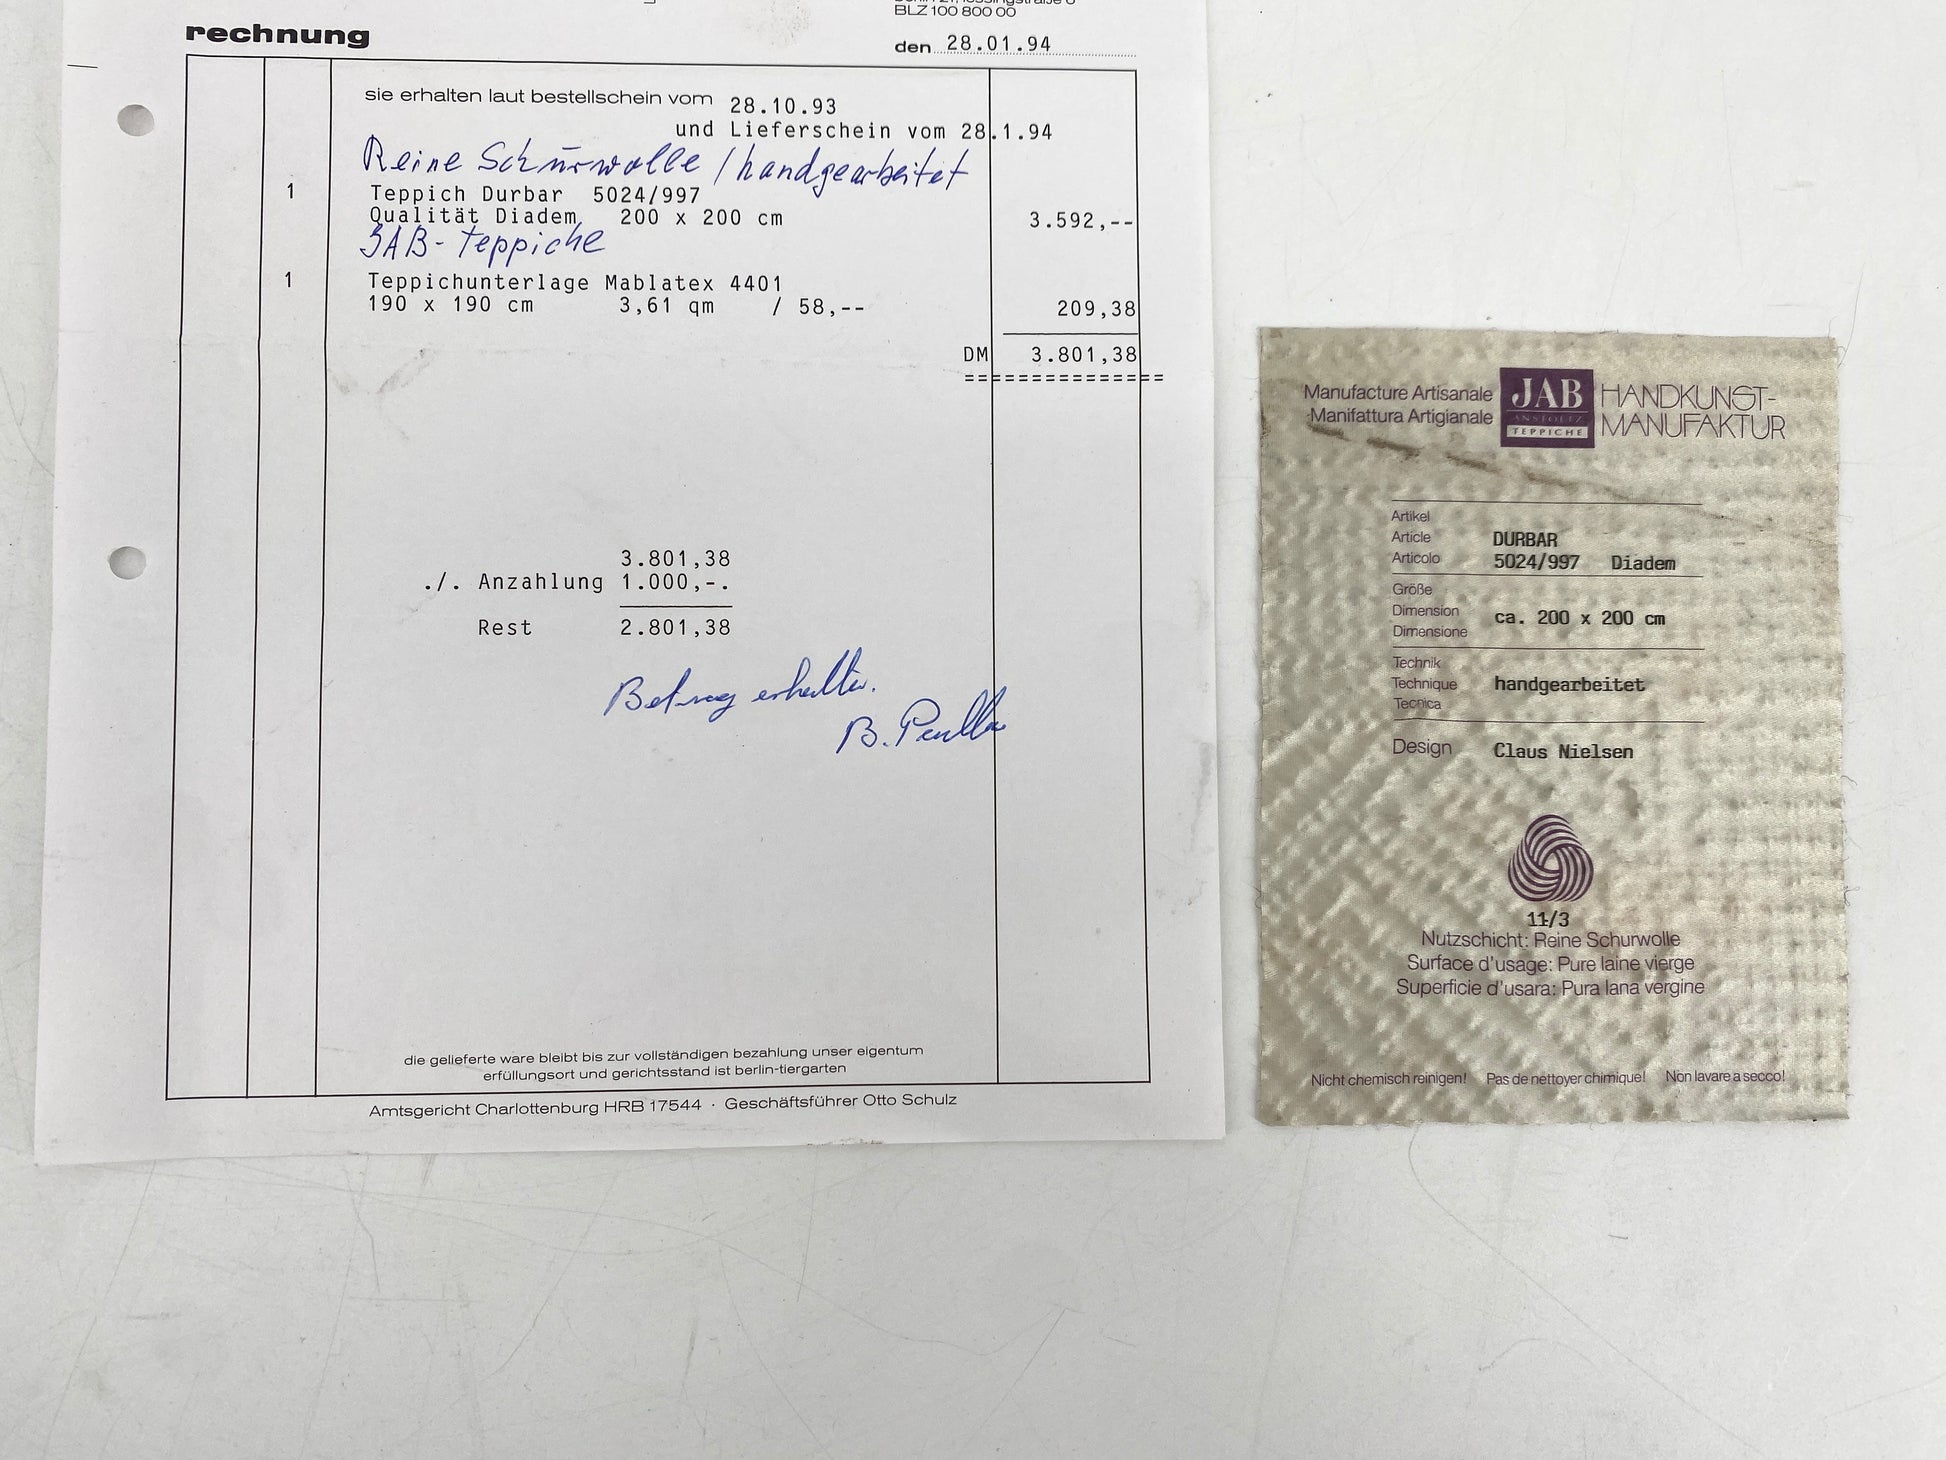 BLZ 100 800 00
rechnung
den 28.01.94
sie erhalten laut bestellschein vom 28.10.93
und Lieferschein vom 28.1.94
Reine Schurwolle / handgearbeitet
1 Teppich Durbar 5024/997
Qualität Diadem 200 x 200 cm 3.592,--
JAB-Teppiche
1 Teppichunterlage Mablatex 4401
190 x 190 cm 3,61 qm / 58,-- 209,38
DM 3.801,38
===============
3.801,38
./. Anzahlung 1.000,-.
Rest 2.801,38
Betrag erhalten.
B.
die gelieferte ware bleibt bis zur vollständigen bezahlung unser eigentum
erfüllungsort und gerichtsstand ist berlin-tiergarten
Amtsgericht Charlottenburg HRB 17544 · Geschäftsführer Otto Schulz
Manufacture Artisanale
Manifattura Artigianale
JAB
ANSTOETZ
TEPPICHE
HANDKUNST-
MANUFAKTUR
Artikel
Article DURBAR
Articolo 5024/997 Diadem
Größe
Dimension ca. 200 x 200 cm
Dimensione
Technik
Technique handgearbeitet
Tecnica
Design Claus Nielsen
11/3
Nutzschicht: Reine Schurwolle
Surface d'usage: Pure laine vierge
Superficie d'usara: Pura lana vergine
Nicht chemisch reinigen! Pas de nettoyer chimique! Non lavare a secco!